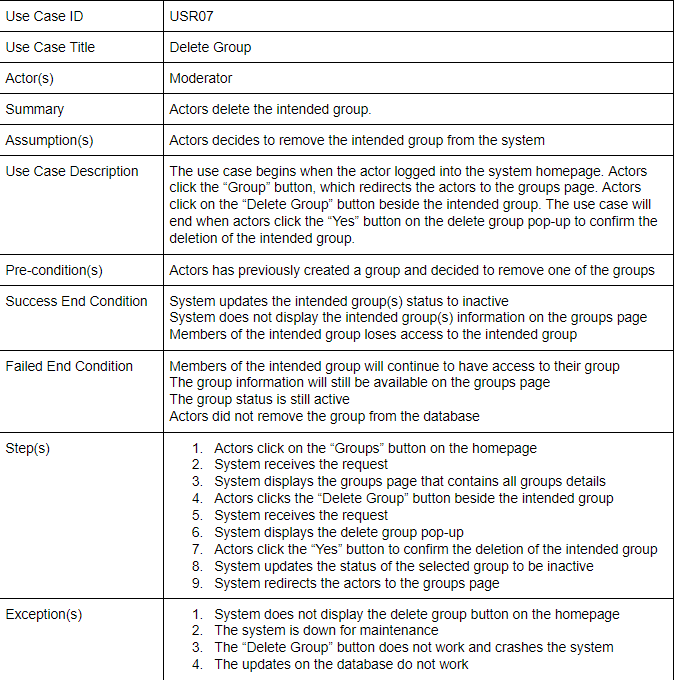 Use Case ID
USR07
Use Case Title
Delete Group
Actor(s)
Moderator
Summary
Actors delete the intended group.
Assumption(s)
Actors decides to remove the intended group from the system
Use Case Description
The use case begins when the actor logged into the system homepage. Actors
click the “Group” button, which redirects the actors to the groups page. Actors
click on the “Delete Group” button beside the intended group. The use case will
end when actors click the “Yes” button on the delete group pop-up to confirm the
deletion of the intended group.
Pre-condition(s)
Actors has previously created a group and decided to remove one of the groups
Success End Condition
System updates the intended group(s) status to inactive
System does not display the intended group(s) information on the groups page
Members of the intended group loses access to the intended group
Failed End Condition
Members of the intended group will continue to have access to their group
The group information will still be available on the groups page
The group status is still active
Actors did not remove the group from the database
Step(s)
1. Actors click on the “Groups” button on the homepage
2. System receives the request
3. System displays the groups page that contains all groups details
4. Actors clicks the “Delete Group” button beside the intended group
5. System receives the request
6. System displays the delete group pop-up
7. Actors click the “Yes” button to confirm the deletion of the intended group
8. System updates the status of the selected group to be inactive
9. System redirects the actors to the groups page
Exception(s)
1. System does not display the delete group button on the homepage
2. The system is down for maintenance
3. The “Delete Group” button does not work and crashes the system
4. The updates on the database do not work